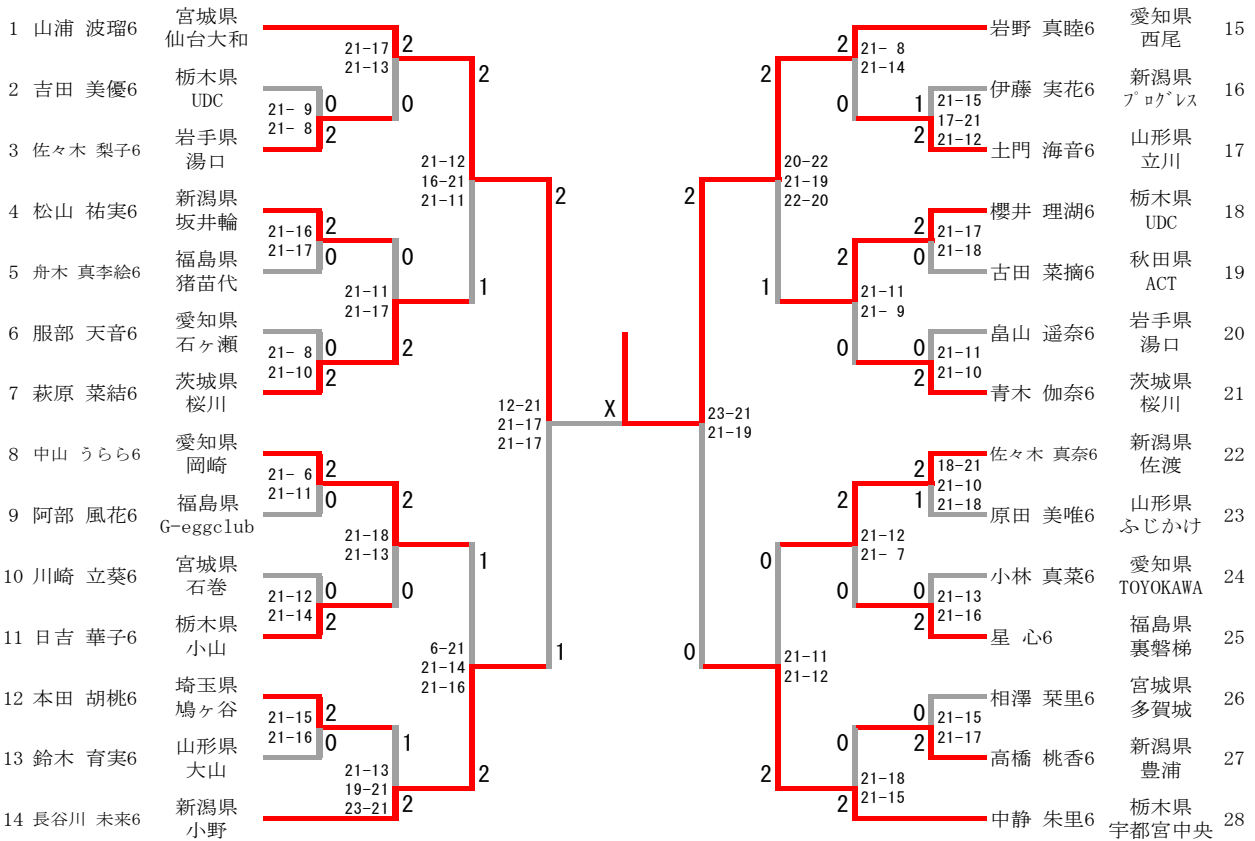 1 山浦 波瑠6 宮城県 仙台大和
2 吉田 美優6 栃木県 UDC
3 佐々木 梨子6 岩手県 湯口
4 松山 祐実6 新潟県 坂井輪
5 舟木 真李絵6 福島県 猪苗代
6 服部 天音6 愛知県 石ヶ瀬
7 萩原 菜結6 茨城県 桜川
8 中山 うらら6 愛知県 岡崎
9 阿部 風花6 福島県 G-eggclub
10 川崎 立葵6 宮城県 石巻
11 日吉 華子6 栃木県 小山
12 本田 胡桃6 埼玉県 鳩ヶ谷
13 鈴木 育実6 山形県 大山
14 長谷川 未来6 新潟県 小野
21-17 2
21-13 0
21- 9 0
21- 8 2
21-16 2
21-17 0
21-11 0
21-17 2
21- 8 0
21-10 2
21-12 2
16-21
21-11 1
21- 6 2
21-11 0
21-18 2
21-13 0
21-12 0
21-14 2
21-15 2
21-16 0
21-13 1
19-21
23-21 2
6-21 1
21-14
21-16 2
12-21 2
21-17
21-17 1
X
2 23-21
0 21-19
2 20-22
21-19
1 22-20
2 21- 8
0 21-14
1 21-15
17-21
2 21-12
2 21-17
0 21-18
2 21-11
0 21- 9
0 21-11
2 21-10
2 18-21
21-10
1 21-18
2 21-12
0 21- 7
0 21-13
2 21-16
0 21-11
2 21-12
0 21-15
2 21-17
0 21-18
2 21-15
岩野 真睦6 愛知県 西尾 15
伊藤 実花6 新潟県 プログレス 16
土門 海音6 山形県 立川 17
櫻井 理湖6 栃木県 UDC 18
古田 菜摘6 秋田県 ACT 19
畠山 遥奈6 岩手県 湯口 20
青木 伽奈6 茨城県 桜川 21
佐々木 真奈6 新潟県 佐渡 22
原田 美唯6 山形県 ふじかけ 23
小林 真菜6 愛知県 TOYOKAWA 24
星 心6 福島県 裏磐梯 25
相澤 栞里6 宮城県 多賀城 26
高橋 桃香6 新潟県 豊浦 27
中静 朱里6 栃木県 宇都宮中央 28